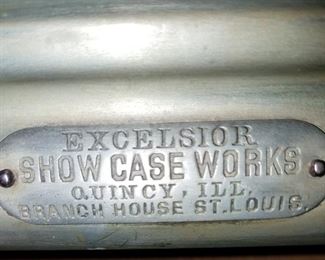 EXCELSIOR
SHOW CASE WORKS
QUINCY, ILL.
BRANCH HOUSE ST. LOUIS.